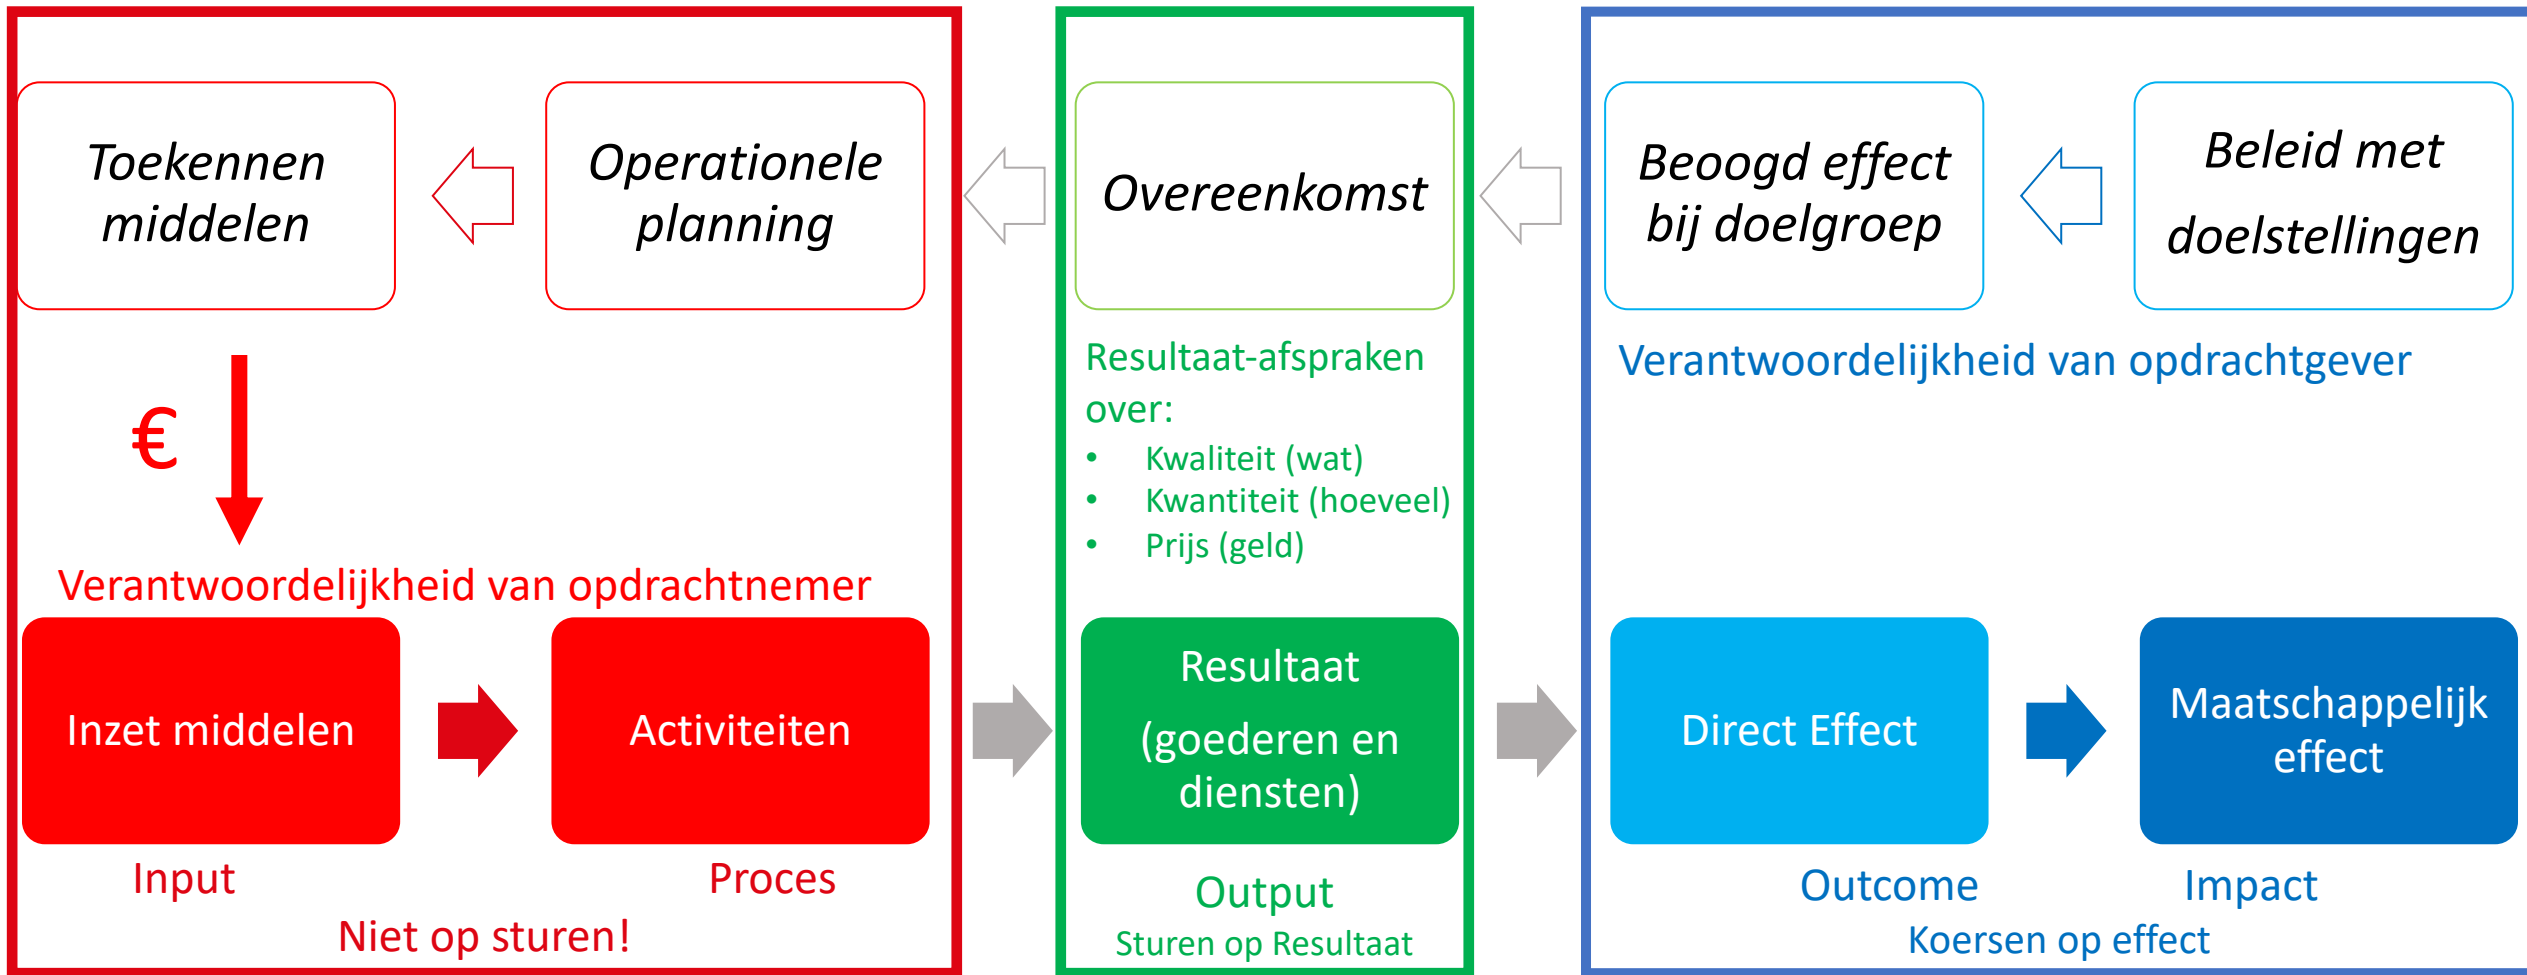 Toekennen
middelen
Operationele
planning
Overeenkomst
Beoogd effect
bij doelgroep
Beleid met
doelstellingen
€
Verantwoordelijkheid van opdrachtnemer
Resultaat-afspraken
over:
• Kwaliteit (wat)
• Kwantiteit (hoeveel)
• Prijs (geld)
Verantwoordelijkheid van opdrachtgever
Inzet middelen
Activiteiten
Resultaat
(goederen en
diensten)
Direct Effect
Maatschappelijk
effect
Input
Proces
Niet op sturen!
Output
Sturen op Resultaat
Outcome
Impact
Koersen op effect